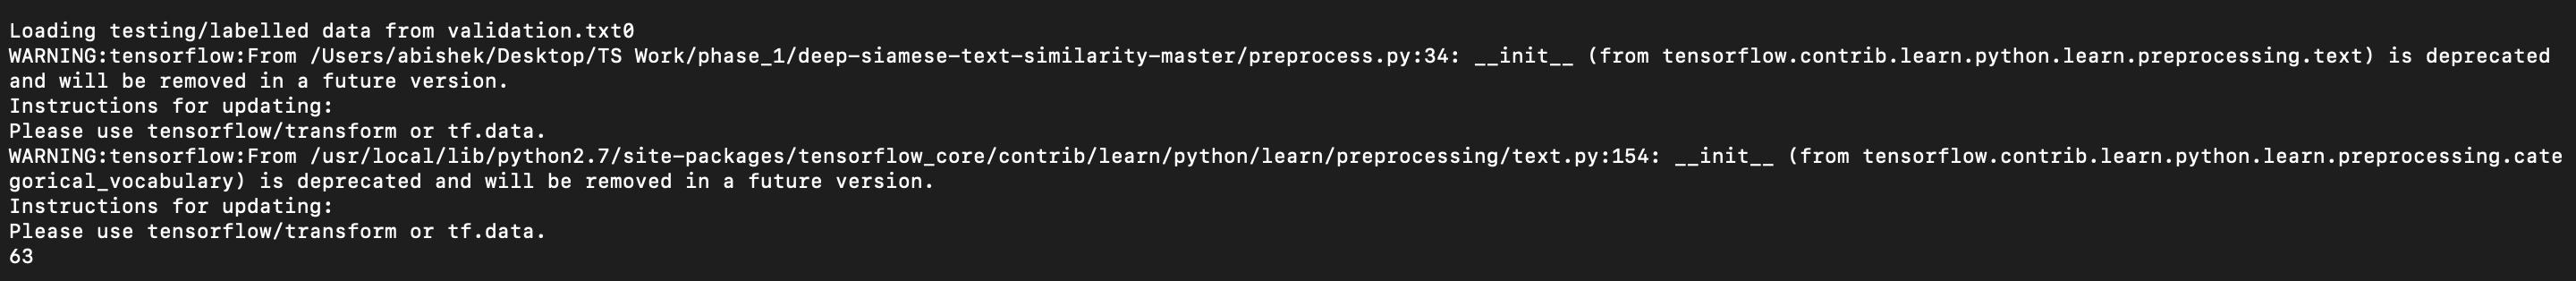 Loading testing/labelled data from validation.txt0
WARNING:tensorflow:From /Users/abishek/Desktop/TS Work/phase_1/deep-siamese-text-similarity-master/preprocess.py:34: __init__ (from tensorflow.contrib.learn.python.learn.preprocessing.text) is deprecated
and will be removed in a future version.
Instructions for updating:
Please use tensorflow/transform or tf.data.
WARNING:tensorflow:From /usr/local/lib/python2.7/site-packages/tensorflow_core/contrib/learn/python/learn/preprocessing/text.py:154: __init__ (from tensorflow.contrib.learn.python.learn.preprocessing.cate
gorical_vocabulary) is deprecated and will be removed in a future version.
Instructions for updating:
Please use tensorflow/transform or tf.data.
63